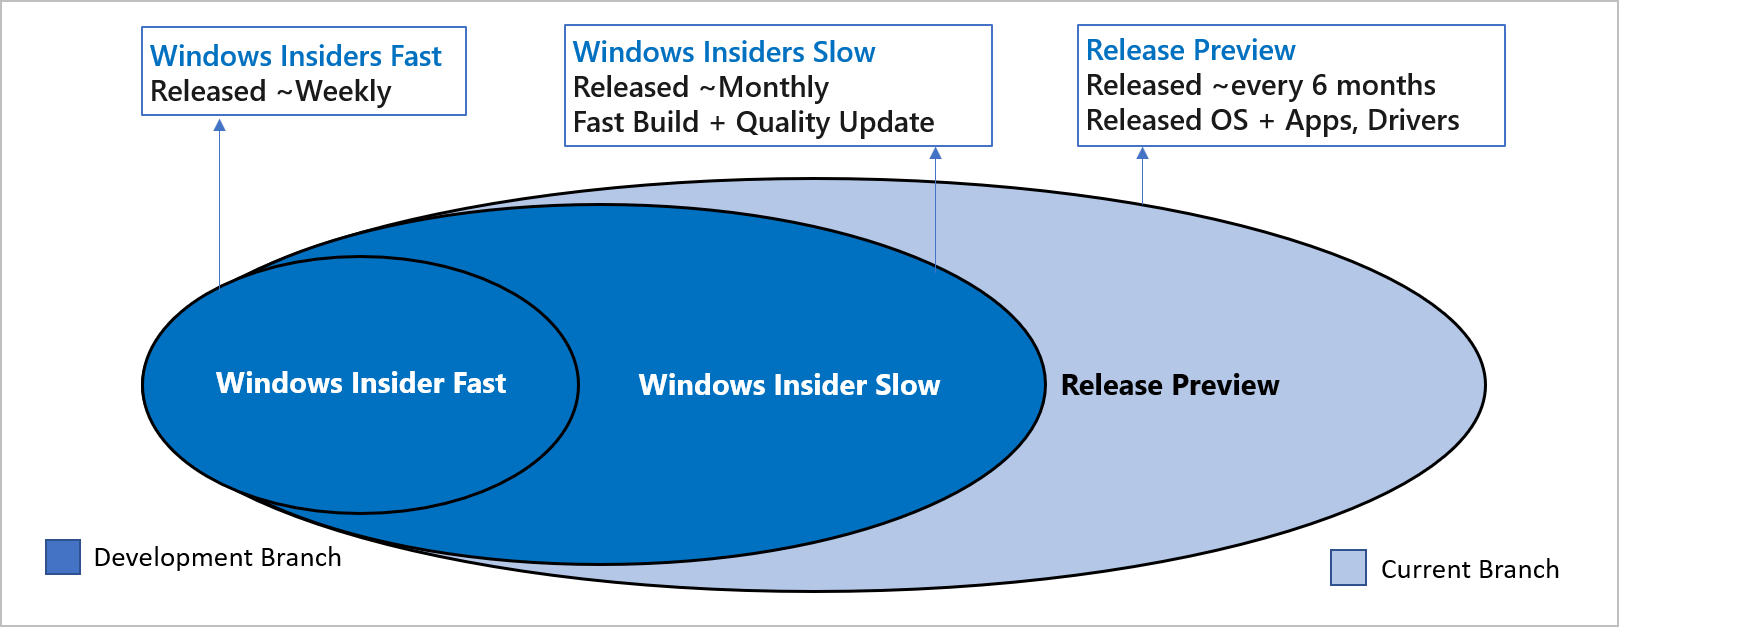 Windows Insiders Fast
Released ~Weekly
Windows Insiders Slow
Released ~Monthly
Fast Build + Quality Update
Release Preview
Released ~every 6 months
Released OS + Apps, Drivers
Windows Insider Fast
Windows Insider Slow
Release Preview
Development Branch
Current Branch